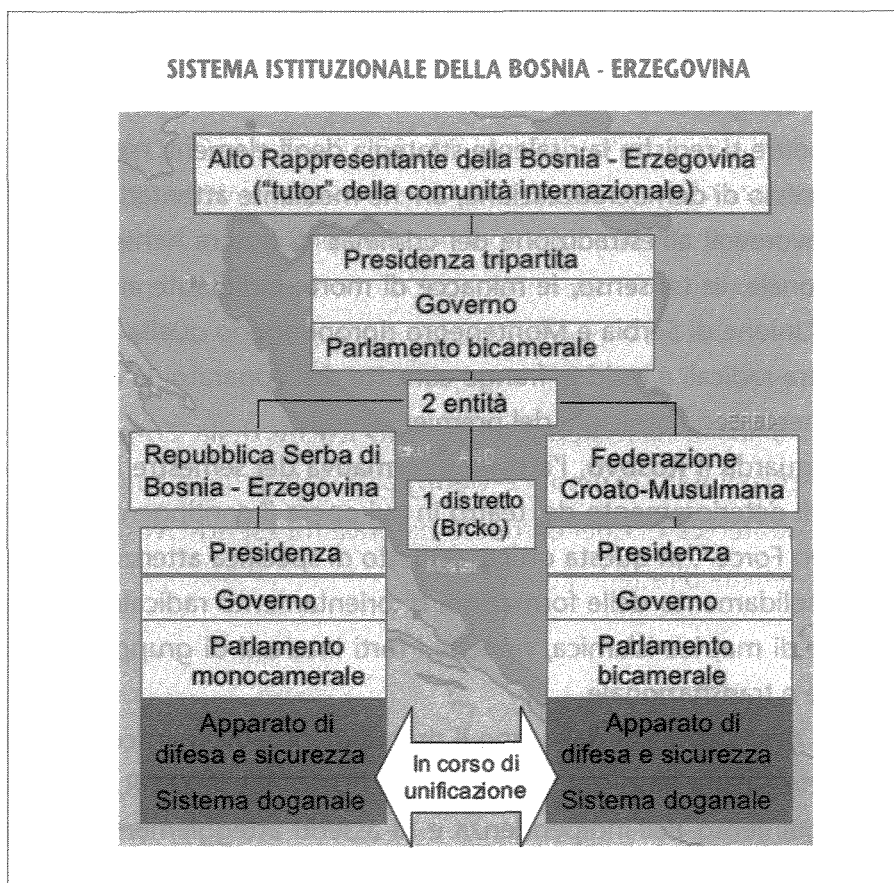 SISTEMA ISTITUZIONALE DELLA BOSNIA - ERZEGOVINA
Alto Rappresentante della Bosnia - Erzegovina
("tutor" della comunità internazionale)
Presidenza tripartita
Governo
Parlamento bicamerale
2 entità
Repubblica Serba di
Bosnia - Erzegovina
1 distretto
(Brcko)
Federazione
Croato-Musulmana
Presidenza
Governo
Parlamento
monocamerale
Apparato di
difesa e sicurezza
Sistema doganale
Presidenza
Governo
Parlamento
bicamerale
Apparato di
difesa e sicurezza
Sistema doganale
In corso di
unificazione